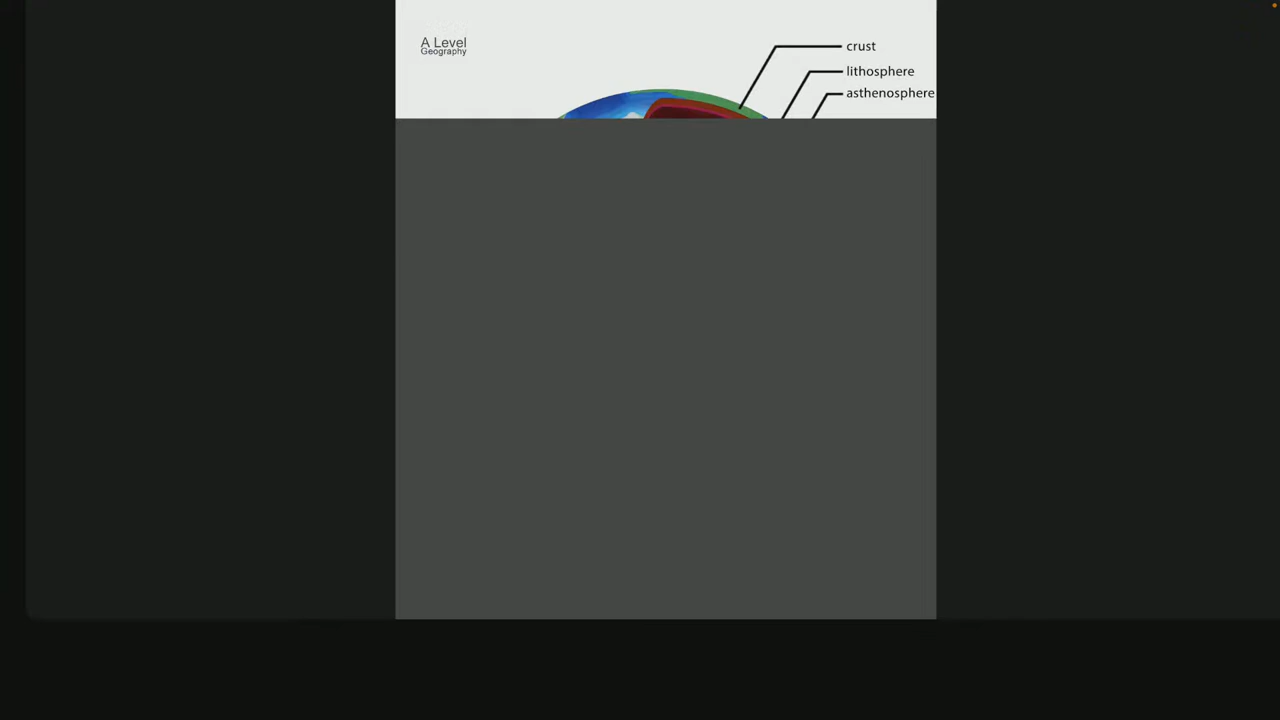 A Level
Geography
crust
lithosphere
asthenosphere